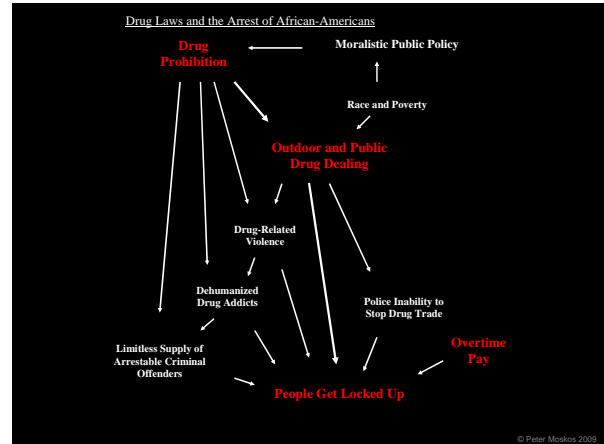 Drug Laws and the Arrest of African-Americans
Drug
Prohibition
Moralistic Public Policy
Race and Poverty
Outdoor and Public
Drug Dealing
Drug-Related
Violence
Dehumanized
Drug Addicts
Police Inability to
Stop Drug Trade
Limitless Supply of
Arrestable Criminal
Offenders
Overtime
Pay
People Get Locked Up
© Peter Moskos 2009